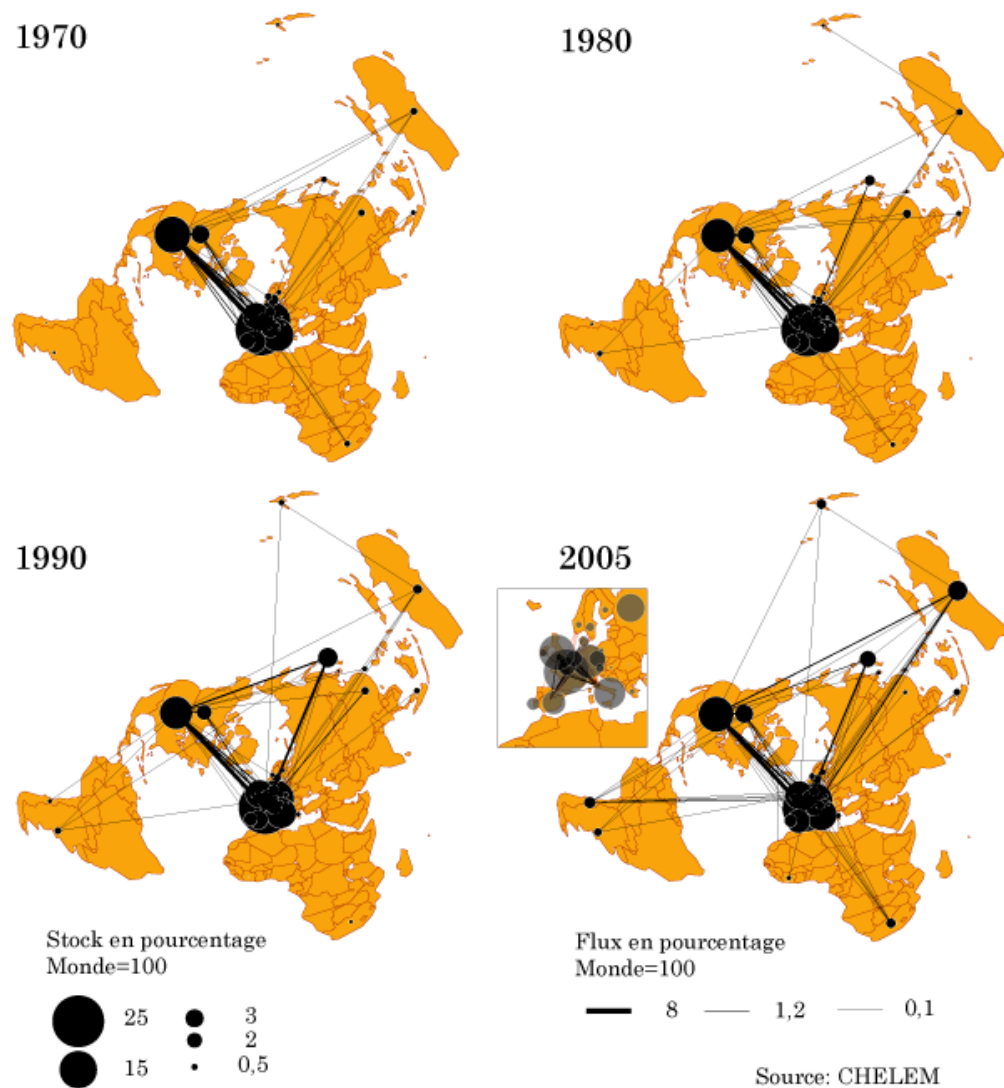 1970
1980
1990
2005
Stock en pourcentage
Monde=100
25
3
2
15
0,5
Flux en pourcentage
Monde=100
8
1,2
0,1
Source: CHELEM